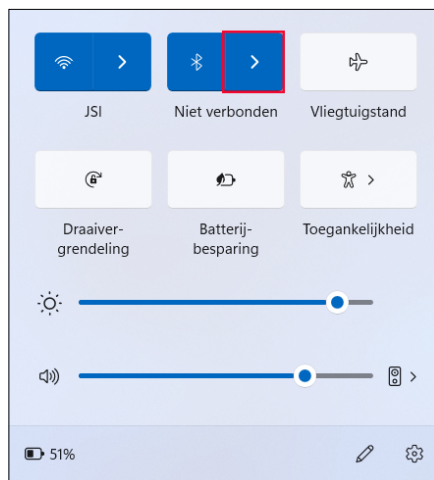 JSI
Niet verbonden
Vliegtuigstand
Draaiver-
grendeling
Batterij-
besparing
Toegankelijkheid
51%